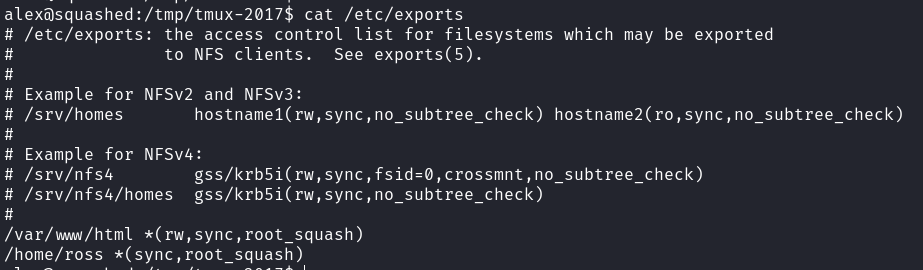 alex@squashed:/tmp/tmux-2017$ cat /etc/exports
# /etc/exports: the access control list for filesystems which may be exported
#               to NFS clients.  See exports(5).
#
# Example for NFSv2 and NFSv3:
# /srv/homes       hostname1(rw,sync,no_subtree_check) hostname2(ro,sync,no_subtree_check)
#
# Example for NFSv4:
# /srv/nfs4        gss/krb5i(rw,sync,fsid=0,crossmnt,no_subtree_check)
# /srv/nfs4/homes  gss/krb5i(rw,sync,no_subtree_check)
#
/var/www/html *(rw,sync,root_squash)
/home/ross *(sync,root_squash)